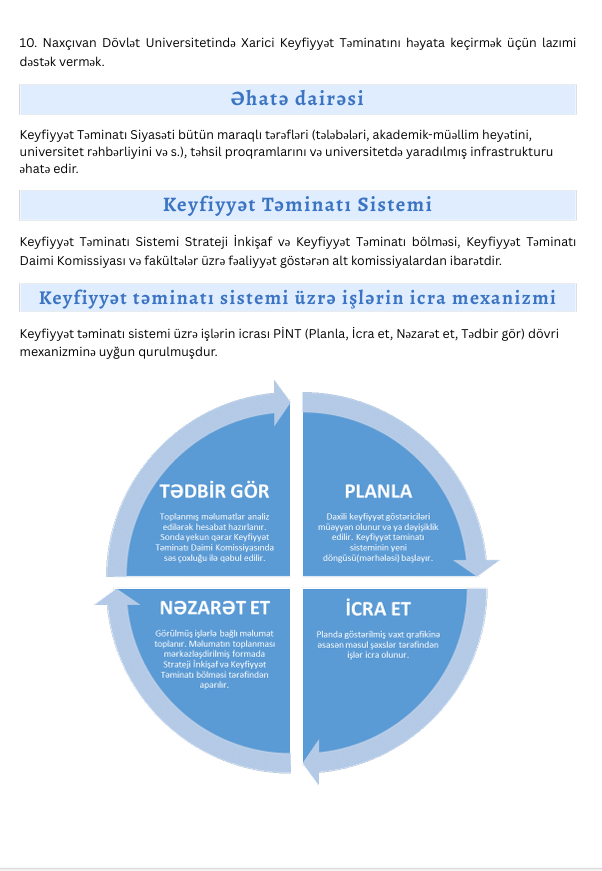 10. Naxçıvan Dövlət Universitetində Xarici Keyfiyyət Təminatını həyata keçirmək üçün lazımi
dəstək vermək.
Əhatə dairəsi
Keyfiyyət Təminatı Siyasəti bütün maraqlı tərəfləri (tələbələri, akademik-müəllim heyətini,
universitet rəhbərliyini və s.), təhsil proqramlarını və universitetdə yaradılmış infrastrukturu
əhatə edir.
Keyfiyyət Təminatı Sistemi
Keyfiyyət Təminatı Sistemi Strateji İnkişaf və Keyfiyyət Təminatı bölməsi, Keyfiyyət Təminatı
Daimi Komissiyası və fakültələr üzrə fəaliyyət göstərən alt komissiyalardan ibarətdir.
Keyfiyyət təminatı sistemi üzrə işlərin icra mexanizmi
Keyfiyyət təminatı sistemi üzrə işlərin icrası PİNT (Planla, İcra et, Nəzarət et, Tədbir gör) dövri
mexanizminə uyğun qurulmuşdur.
TƏDBİR GÖR
Toplanmış məlumatlar analiz
edilərək hesabat hazırlanır.
Sonda yekun qərar Keyfiyyət
Təminatı Daimi Komissiyasında
səs çoxluğu ilə qəbul edilir.
PLANLA
Daxili keyfiyyət göstəriciləri
müəyyən olunur və ya dəyişiklik
edilir. Keyfiyyət təminatı
sisteminin yeni
döngüsü(mərhələsi) başlayır.
NƏZARƏT ET
Görülmüş işlərlə bağlı məlumat
toplanır. Məlumatın toplanması
mərkəzləşdirilmiş formada
Strateji İnkişaf və Keyfiyyət
Təminatı bölməsi tərəfindən
aparılır.
İCRA ET
Planda göstərilmiş vaxt qrafikinə
əsasən məsul şəxslər tərəfindən
işlər icra olunur.